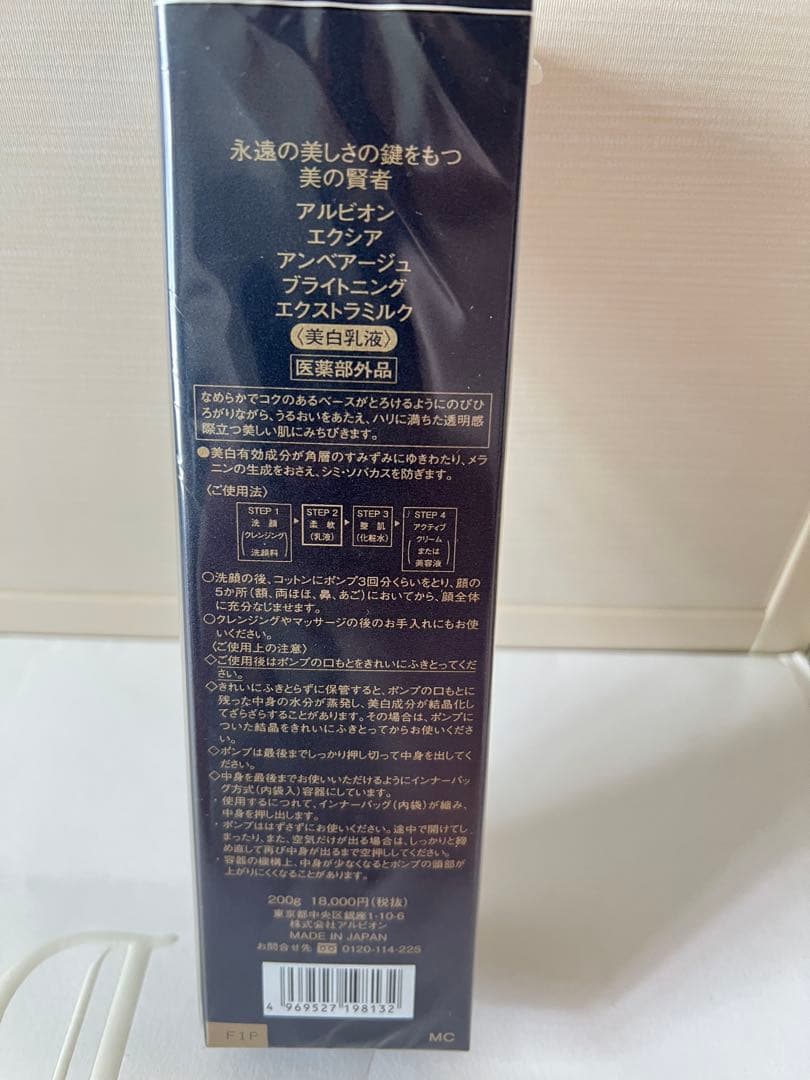 永遠の美しさの鍵をもつ
美の賢者
アルビオン
エクシア
アンベアージュ
ブライトニング
エクストラミルク
〈美白乳液〉
医薬部外品
なめらかでコクのあるベースがとろけるようにのびひ
ろがりながら、うるおいをあたえ、ハリに満ちた透明感
際立つ美しい肌にみちびきます。
●美白有効成分が角層のすみずみにゆきわたり、メラ
ニンの生成をおさえ、シミ・ソバカスを防ぎます。
〈ご使用法〉
STEP 1 STEP 2 STEP 3 STEP 4
洗顔 柔軟 整肌 アクティブ
(クレンジング・ (乳液) (化粧水) クリーム
洗顔料) または
美容液
○洗顔の後、コットンにポンプ3回分くらいをとり、顔の
5か所(額、両ほほ、鼻、あご)においてから、顔全体
に充分なじませます。
○クレンジングやマッサージの後のお手入れにもお使
いください。
〈ご使用上の注意〉
◇ご使用後はポンプの口もとをきれいにふきとってくだ
さい。
◇きれいにふきとらずに保管すると、ポンプの口もとに
残った中身の水分が蒸発し、美白成分が結晶化し
てざらざらすることがあります。その場合は、ポンプに
ついた結晶をきれいにふきとってからお使いください。
◇ポンプは最後までしっかり押し切って中身を出してく
ださい。
◇中身を最後までお使いいただけるようにインナーバッ
グ方式(内袋入)容器にしています。
・使用するにつれて、インナーバッグ(内袋)が縮み、
中身を押し出します。
・ポンプははずさずにお使いください。途中で開けてし
まったり、また、空気だけが出る場合は、しっかりと締
め直して再び中身が出るまで空押ししてください。
・容器の機構上、中身が少なくなるとポンプの頭部が
上がりにくくなることがあります。
200g 18,000円(税抜)
東京都中央区銀座1-10-6
株式会社アルビオン
MADE IN JAPAN
お問合せ先 0120-114-225
4 969527 198132
F1P MC